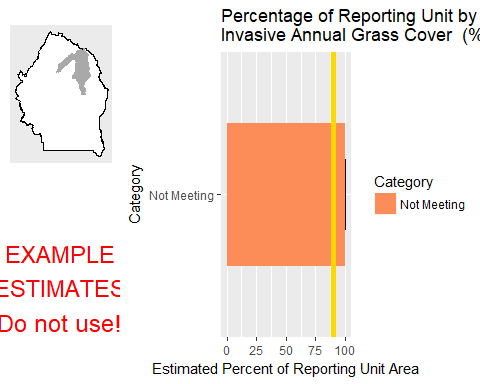 Percentage of Reporting Unit by
Invasive Annual Grass Cover (%
Category
Not Meeting
0 25 50 75 100
Estimated Percent of Reporting Unit Area
Category
Not Meeting
EXAMPLE
ESTIMATES
Do not use!